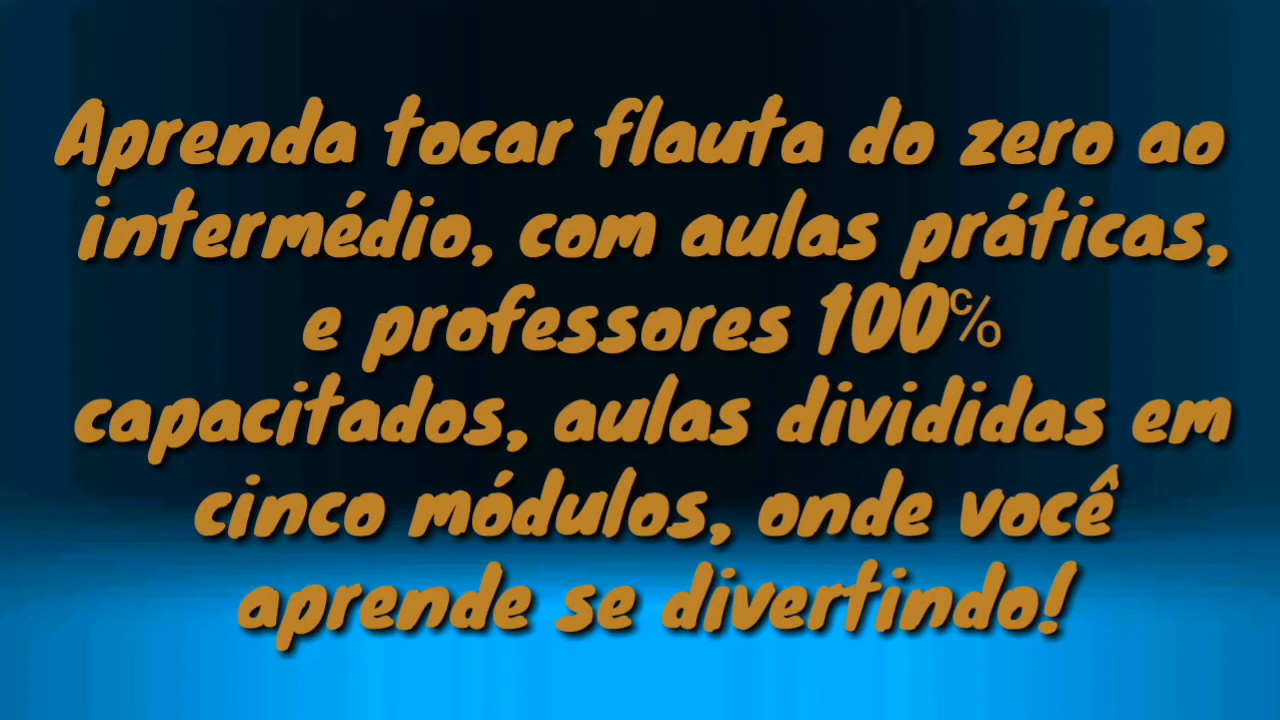 Aprenda tocar flauta do zero ao
intermédio, com aulas práticas,
e professores 100℅
capacitados, aulas divididas em
cinco módulos, onde você
aprende se divertindo!